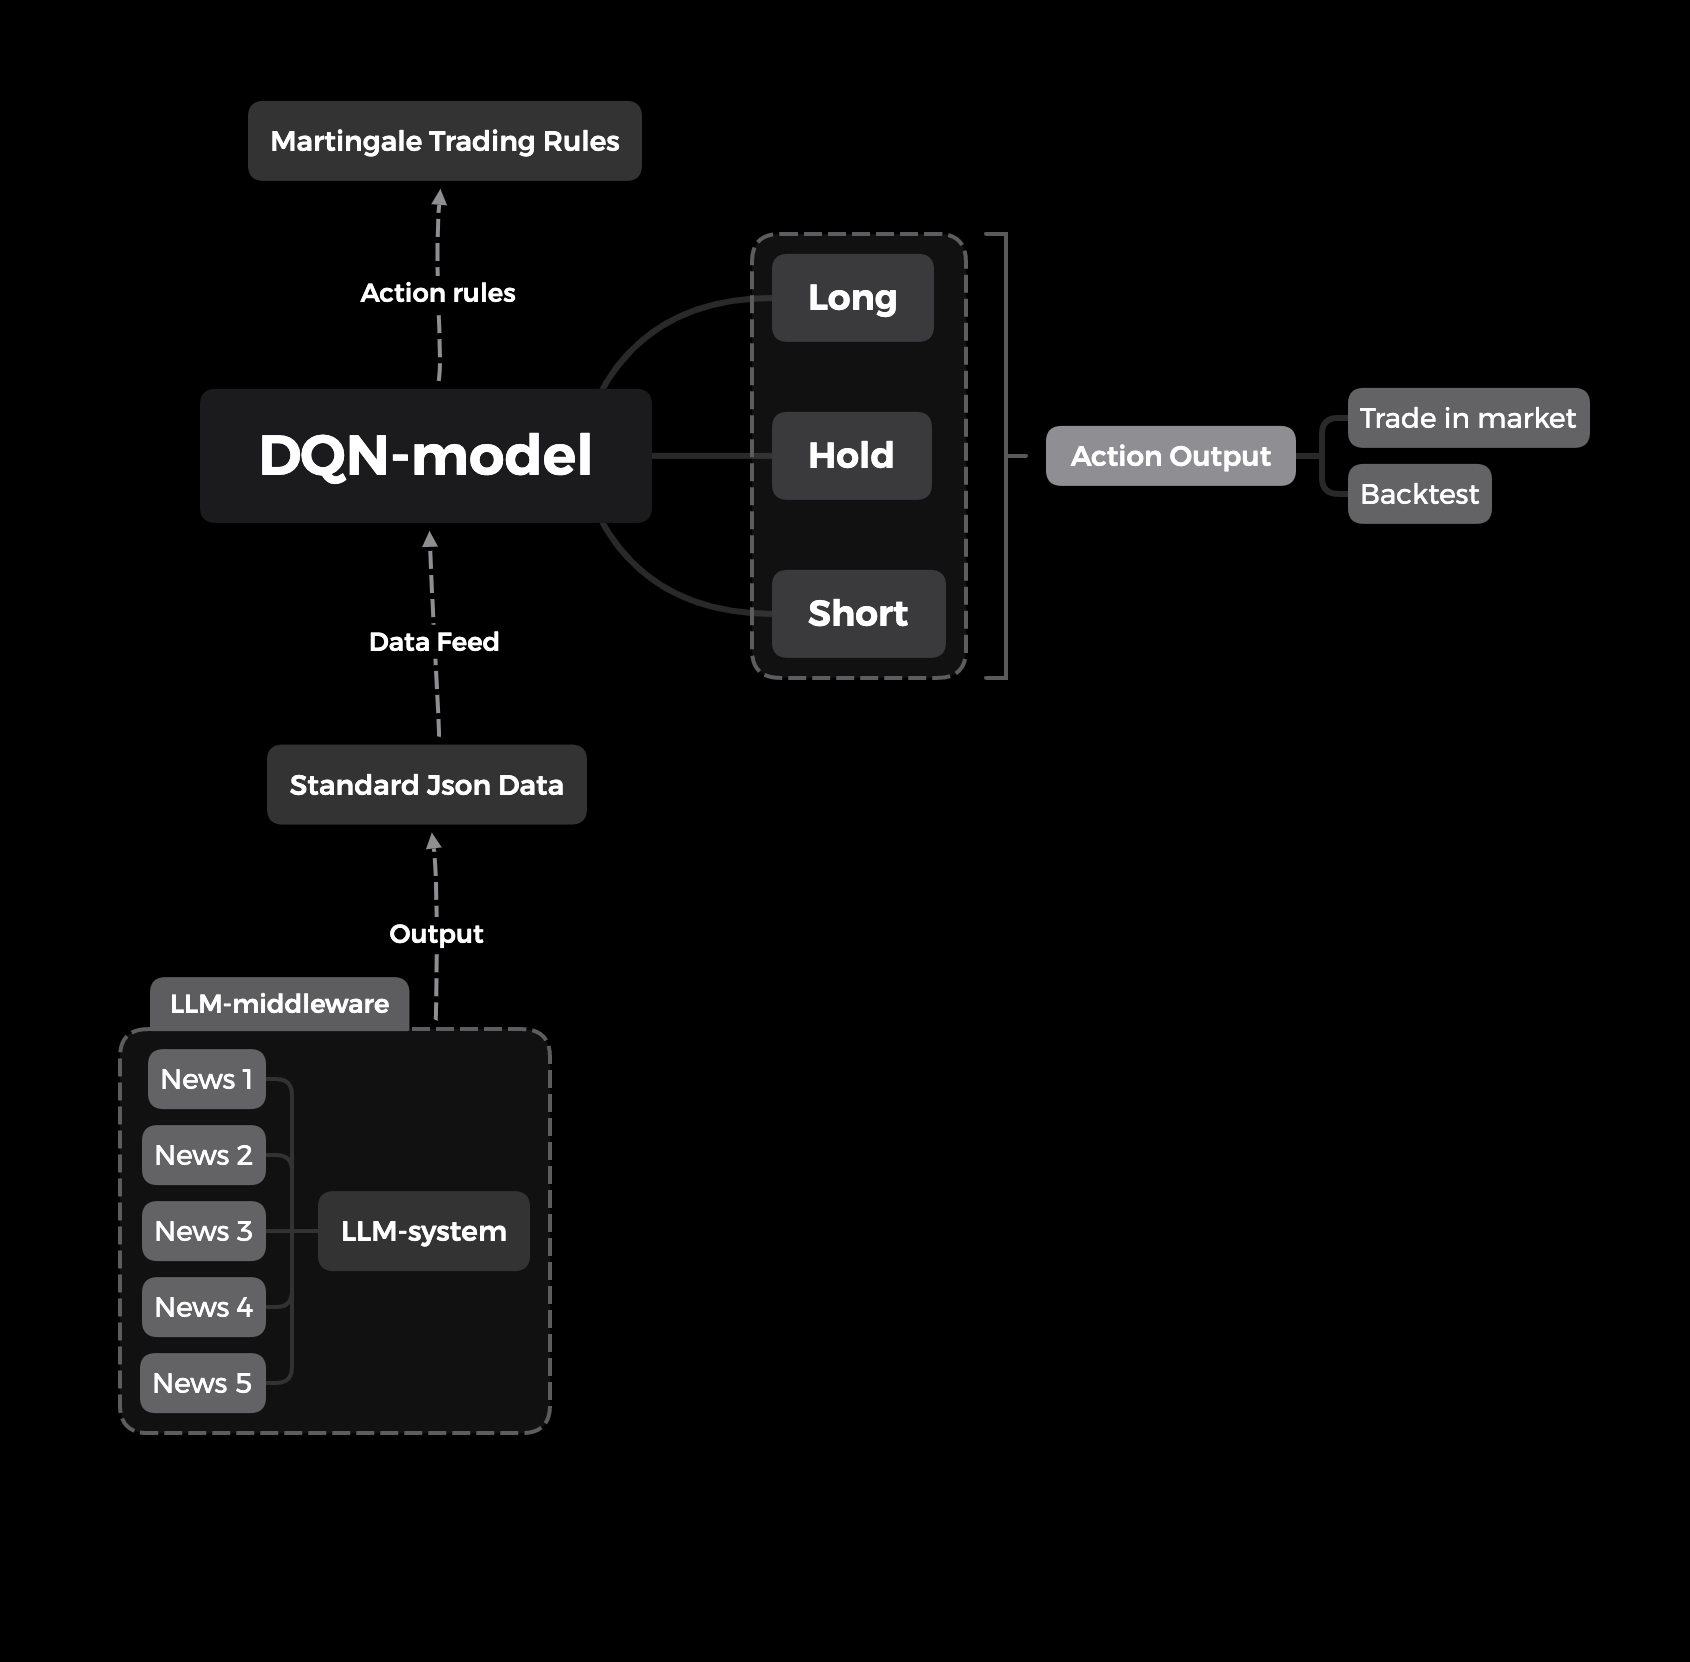 Martingale Trading Rules
Action rules
DQN-model
Long
Hold
Short
Action Output
Trade in market
Backtest
Data Feed
Standard Json Data
Output
LLM-middleware
News 1
News 2
News 3
News 4
News 5
LLM-system